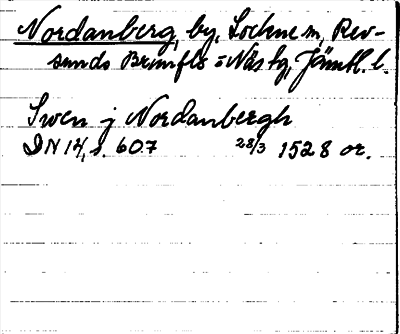 Nordanberg, by, Lockne sn, Rev-
sunds Brunflo o Näs tg, Jämtl. l.
Swen j Nordanbergh
DN 14, s. 607 28/3 1528 or.